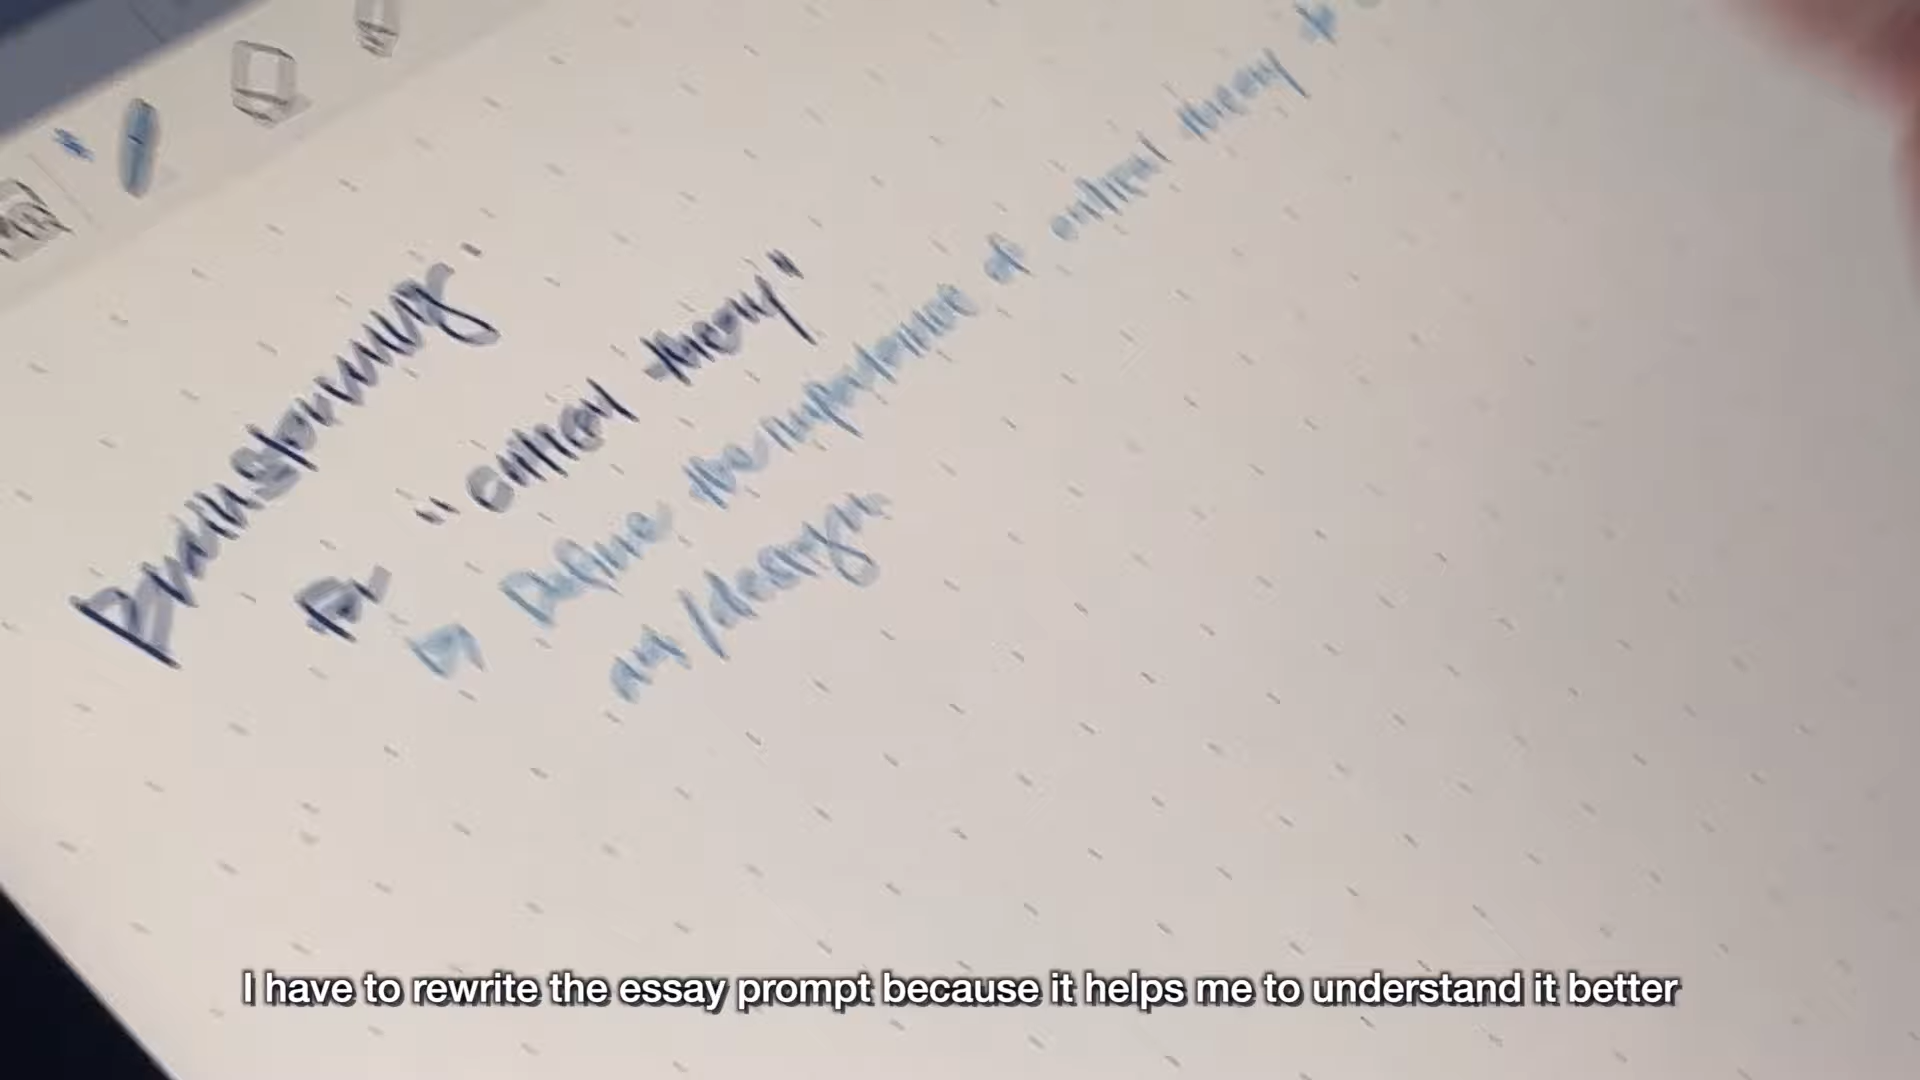 Brainstorming
for "critical theory"
↳ Define the importance of critical theory to
art/design
I have to rewrite the essay prompt because it helps me to understand it better